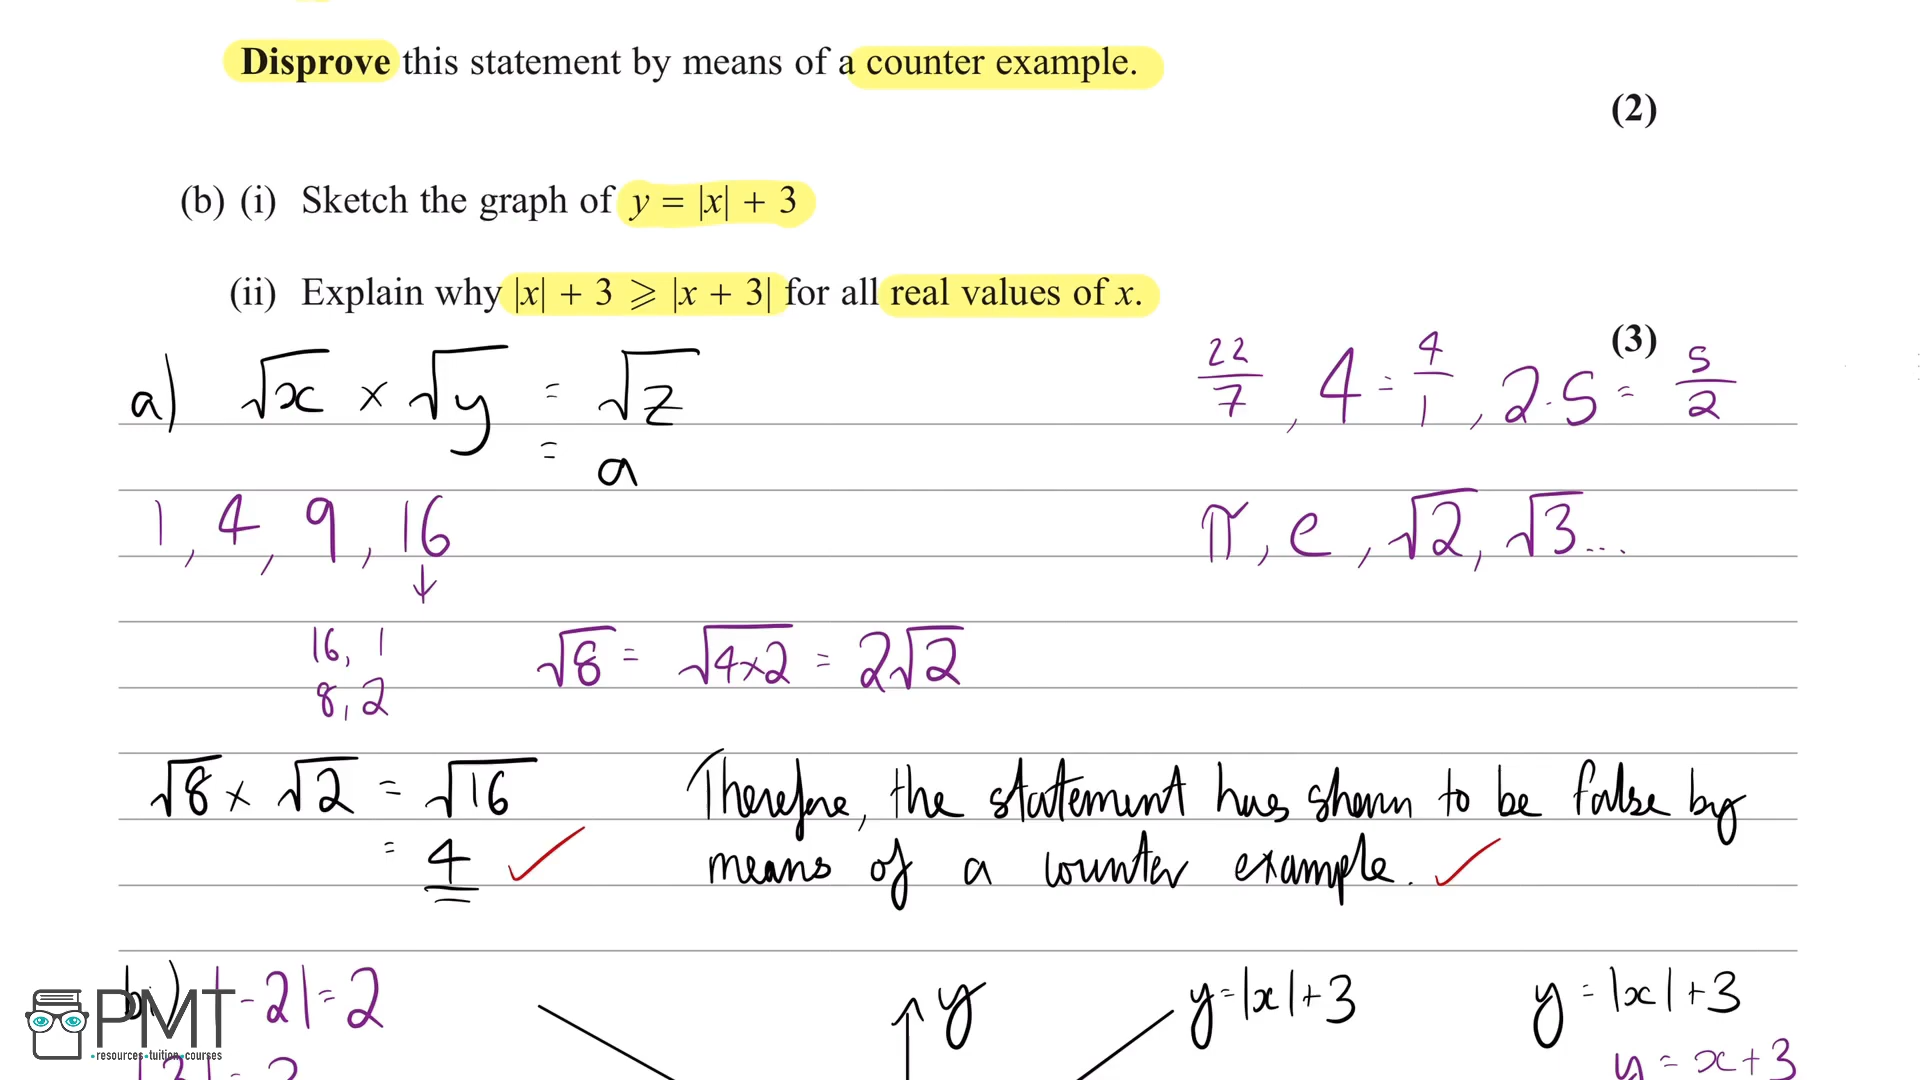 Disprove this statement by means of a counter example.
(2)
(b) (i) Sketch the graph of y = |x| + 3
(ii) Explain why |x| + 3 ⩾ |x + 3| for all real values of x.
(3)
a) √x × √y = √z
= a
22/7 , 4 = 4/1 , 2.5 = 5/2
1, 4, 9, 16
π, e, √2, √3...
↓
16, 1
8, 2
√8 = √4×2 = 2√2
√8 × √2 = √16
= 4 ✓
Therefore, the statement has shown to be false by
means of a counter example. ✓
b) |-2| = 2
y
y = |x| + 3
y = |x| + 3
y = x + 3
PMT
resources•tuition•courses